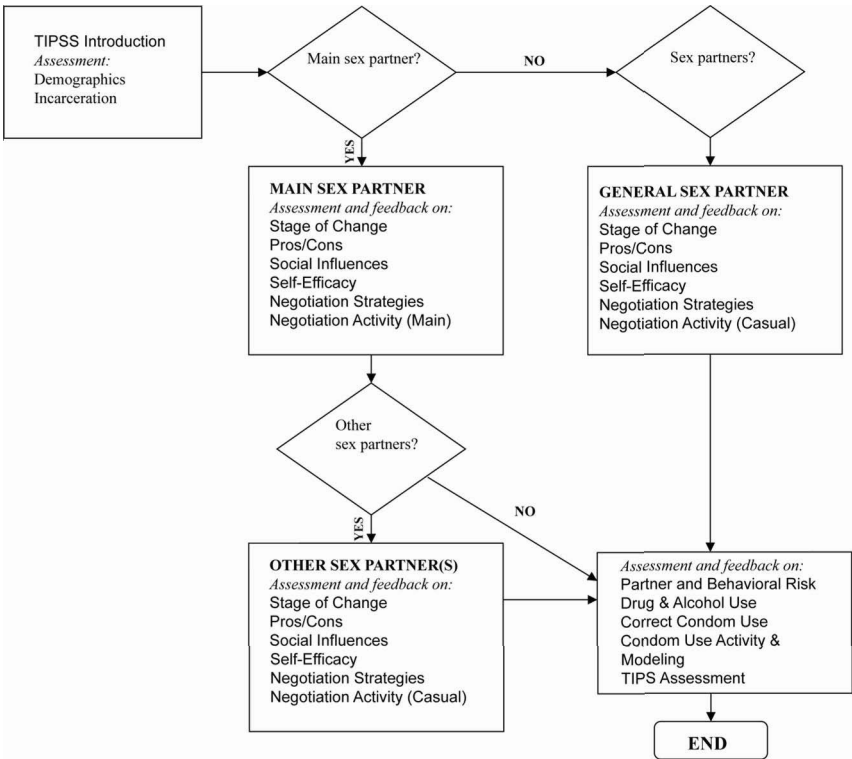 TIPSS Introduction
Assessment:
Demographics
Incarceration
Main sex partner?
NO
Sex partners?
YES
MAIN SEX PARTNER
Assessment and feedback on:
Stage of Change
Pros/Cons
Social Influences
Self-Efficacy
Negotiation Strategies
Negotiation Activity (Main)
GENERAL SEX PARTNER
Assessment and feedback on:
Stage of Change
Pros/Cons
Social Influences
Self-Efficacy
Negotiation Strategies
Negotiation Activity (Casual)
Other
sex partners?
NO
YES
OTHER SEX PARTNER(S)
Assessment and feedback on:
Stage of Change
Pros/Cons
Social Influences
Self-Efficacy
Negotiation Strategies
Negotiation Activity (Casual)
Assessment and feedback on:
Partner and Behavioral Risk
Drug & Alcohol Use
Correct Condom Use
Condom Use Activity &
Modeling
TIPS Assessment
END